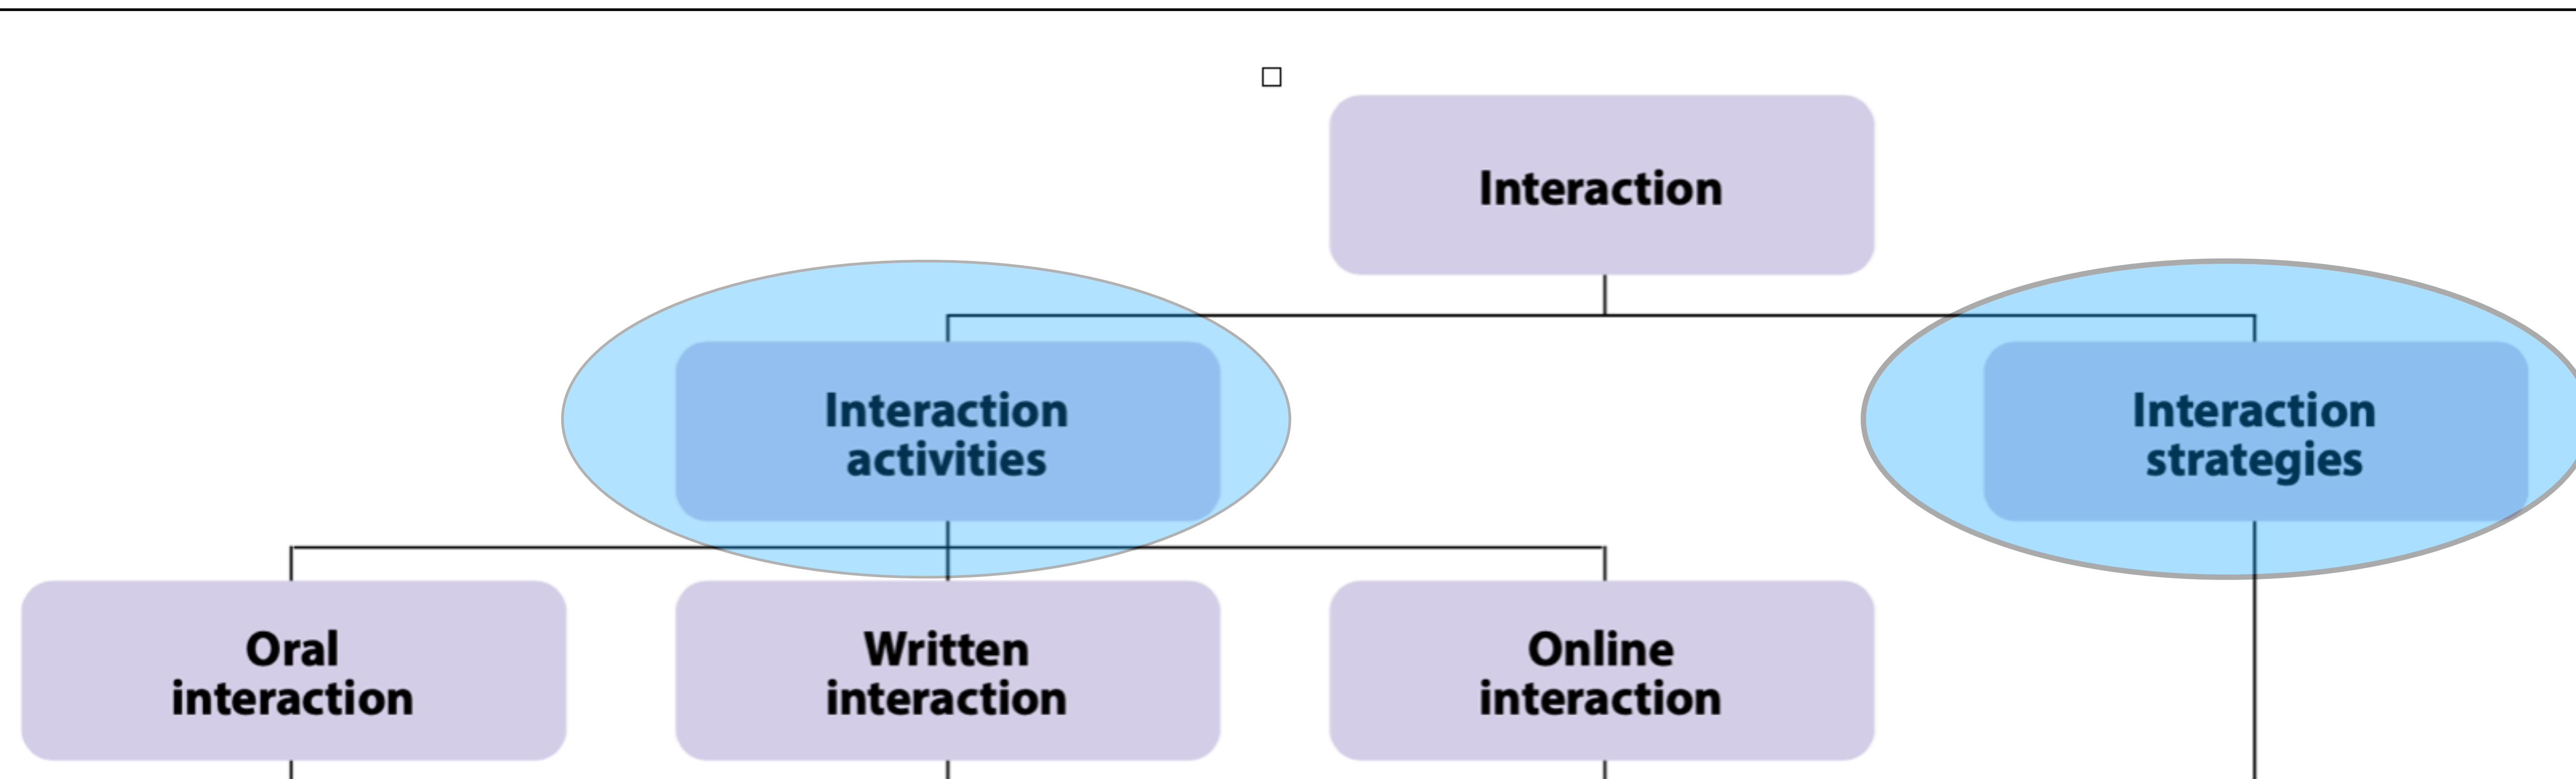 Interaction
Interaction
activities
Interaction
strategies
Oral
interaction
Written
interaction
Online
interaction